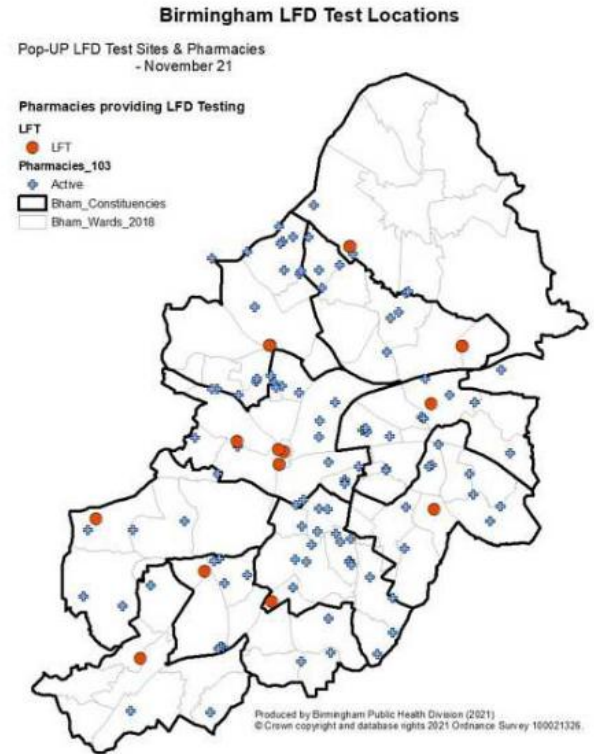 Birmingham LFD Test Locations
Pop-UP LFD Test Sites & Pharmacies
- November 21
Pharmacies providing LFD Testing
LFT
LFT
Pharmacies_103
Active
Bham_Constituencies
Bham_Wards_2018
Produced by Birmingham Public Health Division (2021)
© Crown copyright and database rights 2021 Ordnance Survey 100021326.